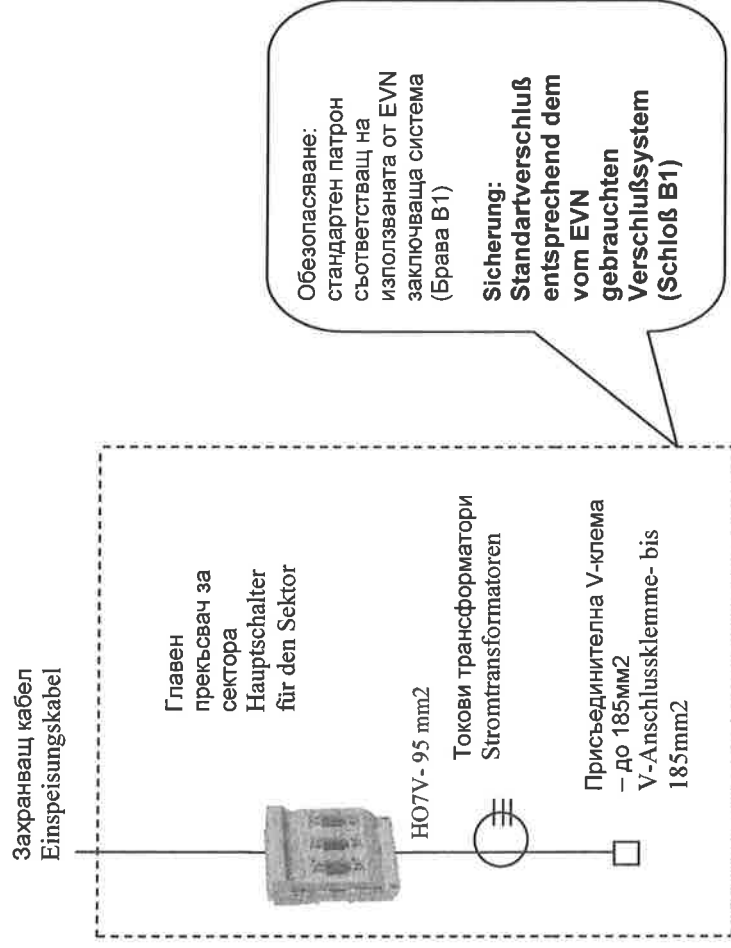 Захранващ кабел
Einspeisungskabel
Главен
прекъсвач за
сектора
Hauptschalter
für den Sektor
HO7V- 95 mm2
Токови трансформатори
Stromtransformatoren
Присъединителна V-клема
– до 185мм2
V-Anschlussklemme- bis
185mm2
Обезопасяване:
стандартен патрон
съответстващ на
използваната от EVN
заключваща система
(Брава B1)
Sicherung:
Standartverschluß
entsprechend dem
vom EVN
gebrauchten
Verschlußsystem
(Schloß B1)